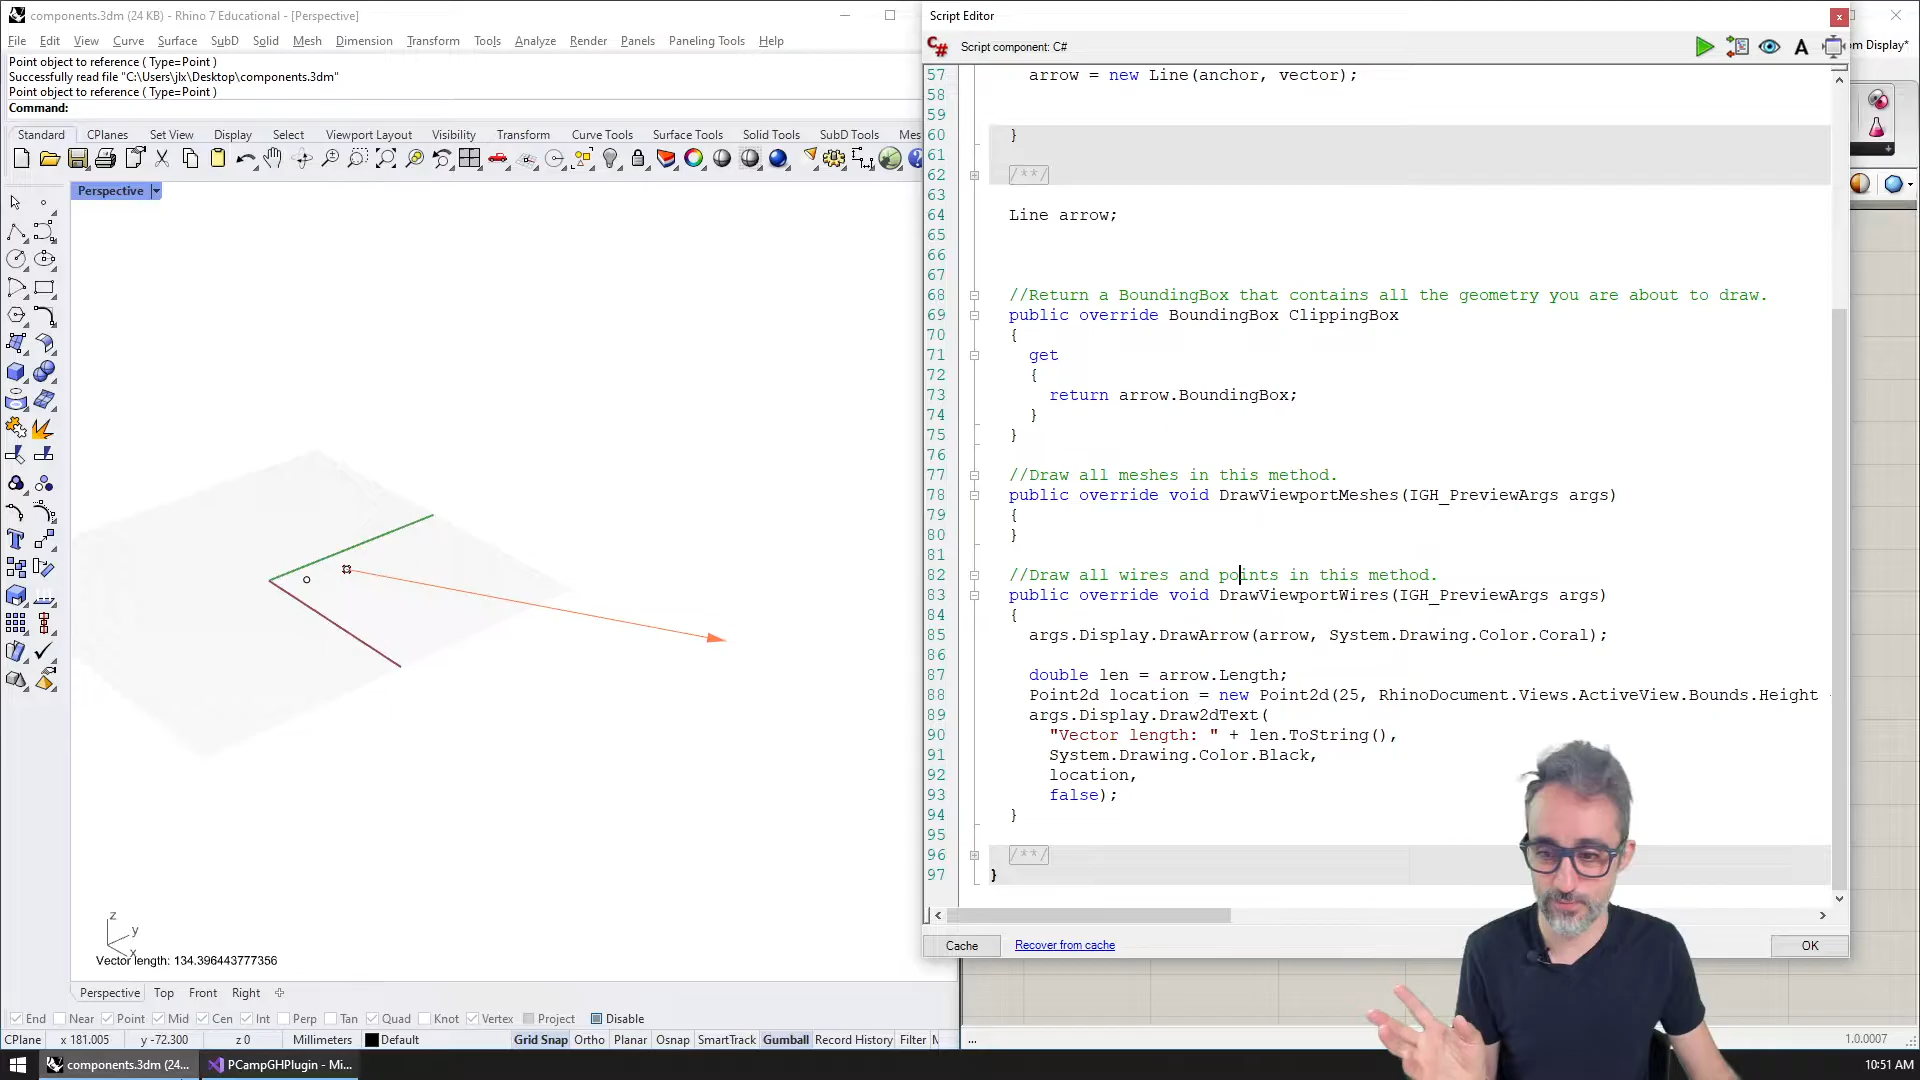 components.3dm (24 KB) - Rhino 7 Educational - [Perspective]
File Edit View Curve Surface SubD Solid Mesh Dimension Transform Tools Analyze Render Panels Paneling Tools Help
Point object to reference ( Type=Point )
Successfully read file "C:\Users\jlx\Desktop\components.3dm"
Point object to reference ( Type=Point )
Command:
Standard CPlanes Set View Display Select Viewport Layout Visibility Transform Curve Tools Surface Tools Solid Tools SubD Tools Mes
Perspective
z
y
x
Vector length: 134.396443777356
Perspective Top Front Right
End Near Point Mid Cen Int Perp Tan Quad Knot Vertex Project Disable
CPlane x 181.005 y -72.300 z 0 Millimeters Default Grid Snap Ortho Planar Osnap SmartTrack Gumball Record History Filter
components.3dm (24... PCampGHPlugin - Mi...
Script Editor
x
C# Script component: C#
A
om Display*
57 arrow = new Line(anchor, vector);
58
59
60 }
61
62 /**/
63
64 Line arrow;
65
66
67
68 //Return a BoundingBox that contains all the geometry you are about to draw.
69 public override BoundingBox ClippingBox
70 {
71 get
72 {
73 return arrow.BoundingBox;
74 }
75 }
76
77 //Draw all meshes in this method.
78 public override void DrawViewportMeshes(IGH_PreviewArgs args)
79 {
80 }
81
82 //Draw all wires and points in this method.
83 public override void DrawViewportWires(IGH_PreviewArgs args)
84 {
85 args.Display.DrawArrow(arrow, System.Drawing.Color.Coral);
86
87 double len = arrow.Length;
88 Point2d location = new Point2d(25, RhinoDocument.Views.ActiveView.Bounds.Height
89 args.Display.Draw2dText(
90 "Vector length: " + len.ToString(),
91 System.Drawing.Color.Black,
92 location,
93 false);
94 }
95
96 /**/
97 }
Cache Recover from cache OK
... 1.0.0007
10:51 AM